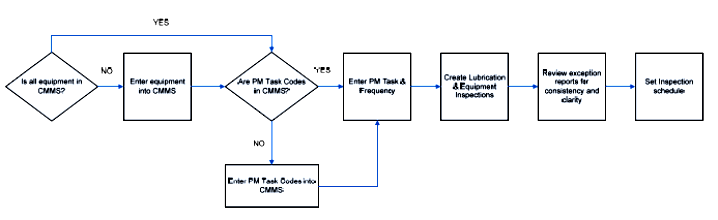 YES
Is all equipment in
CMMS?
NO
Enter equipment
into CMMS
Are PM Task Codes
in CMMS?
YES
Enter PM Task &
Frequency
Create Lubrication
& Equipment
Inspections
Review exception
reports for
consistency and
clarity
Set Inspection
schedule
NO
Enter PM Task Codes into
CMMS